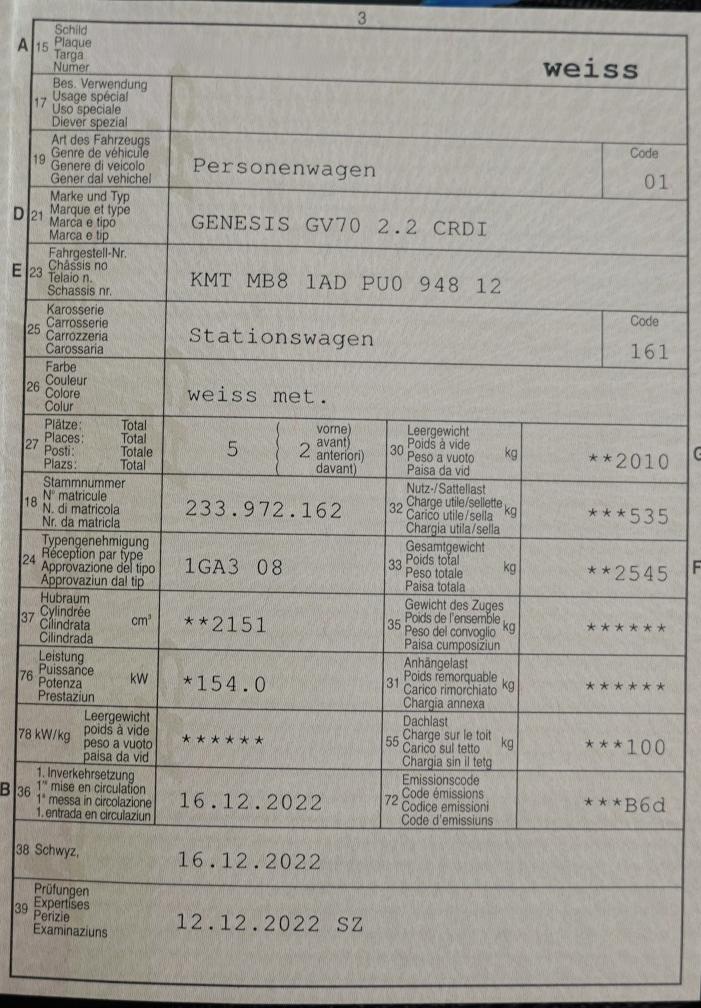 3
A 15 Schild
Plaque
Targa
Numer
weiss
17 Bes. Verwendung
Usage spécial
Uso speciale
Diever spezial
19 Art des Fahrzeugs
Genre de véhicule
Genere di veicolo
Gener dal vehichel
Personenwagen
Code
01
D 21 Marke und Typ
Marque et type
Marca e tipo
Marca e tip
GENESIS GV70 2.2 CRDI
E 23 Fahrgestell-Nr.
Châssis no
Telaio n.
Schassis nr.
KMT MB8 1AD PU0 948 12
25 Karosserie
Carrosserie
Carrozzeria
Carossaria
Stationswagen
Code
161
26 Farbe
Couleur
Colore
Colur
weiss met.
27 Plätze: Total
Places: Total
Posti: Totale
Plazs: Total
5
2
vorne)
avant)
anteriori)
davant)
30 Leergewicht
Poids à vide
Peso a vuoto
Paisa da vid
kg
**2010
G
18 Stammnummer
N° matricule
N. di matricola
Nr. da matricla
233.972.162
32 Nutz-/Sattellast
Charge utile/sellette
Carico utile/sella
Chargia utila/sella
kg
***535
24 Typengenehmigung
Réception par type
Approvazione del tipo
Approvaziun dal tip
1GA3 08
33 Gesamtgewicht
Poids total
Peso totale
Paisa totala
kg
**2545
F
37 Hubraum
Cylindrée
Cilindrata
Cilindrada
cm³
**2151
35 Gewicht des Zuges
Poids de l'ensemble
Peso del convoglio
Paisa cumposiziun
kg
******
76 Leistung
Puissance
Potenza
Prestaziun
kW
*154.0
31 Anhängelast
Poids remorquable
Carico rimorchiato
Chargia annexa
kg
******
78 kW/kg
Leergewicht
poids à vide
peso a vuoto
paisa da vid
******
55 Dachlast
Charge sur le toit
Carico sul tetto
Chargia sin il tetg
kg
***100
B 36 1. Inverkehrsetzung
1re mise en circulation
1a messa in circolazione
1. entrada en circulaziun
16.12.2022
72 Emissionscode
Code émissions
Codice emissioni
Code d'emissiuns
***B6d
38 Schwyz,
16.12.2022
39 Prüfungen
Expertises
Perizie
Examinaziuns
12.12.2022 SZ